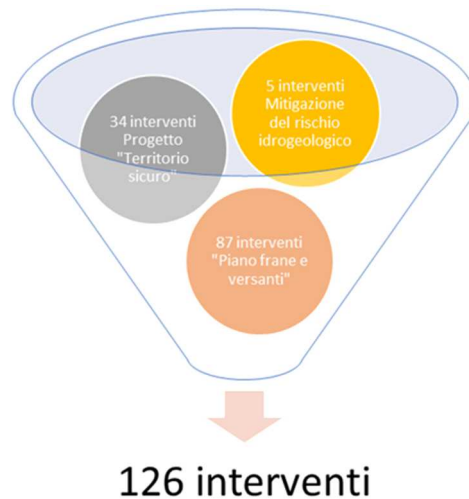 34 interventi
Progetto
"Territorio
sicuro"
5 interventi
Mitigazione
del rischio
idrogeologico
87 interventi
"Piano frane e
versanti"
126 interventi